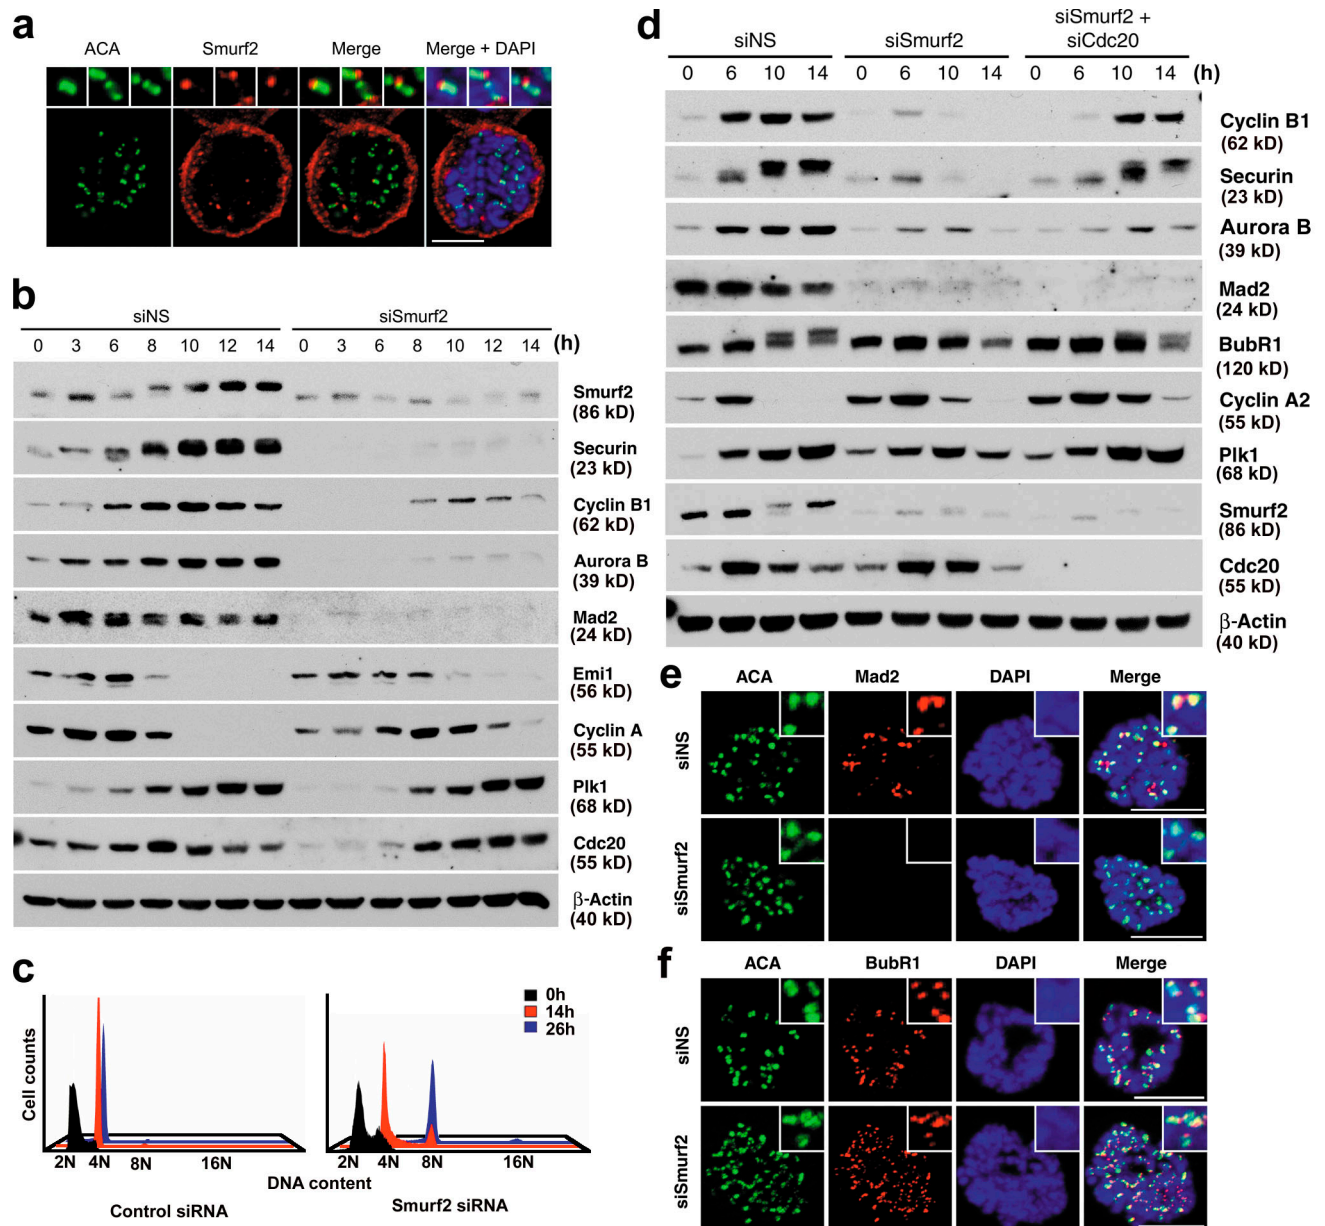 a
ACA Smurf2 Merge Merge + DAPI
b
siNS siSmurf2
0 3 6 8 10 12 14 0 3 6 8 10 12 14 (h)
Smurf2
(86 kD)
Securin
(23 kD)
Cyclin B1
(62 kD)
Aurora B
(39 kD)
Mad2
(24 kD)
Emi1
(56 kD)
Cyclin A
(55 kD)
Plk1
(68 kD)
Cdc20
(55 kD)
β-Actin
(40 kD)
c
0h
14h
26h
Cell counts
2N 4N 8N 16N 2N 4N 8N 16N
DNA content
Control siRNA Smurf2 siRNA
d
siNS siSmurf2 siSmurf2 +
siCdc20
0 6 10 14 0 6 10 14 0 6 10 14 (h)
Cyclin B1
(62 kD)
Securin
(23 kD)
Aurora B
(39 kD)
Mad2
(24 kD)
BubR1
(120 kD)
Cyclin A2
(55 kD)
Plk1
(68 kD)
Smurf2
(86 kD)
Cdc20
(55 kD)
β-Actin
(40 kD)
e
ACA Mad2 DAPI Merge
siNS
siSmurf2
f
ACA BubR1 DAPI Merge
siNS
siSmurf2